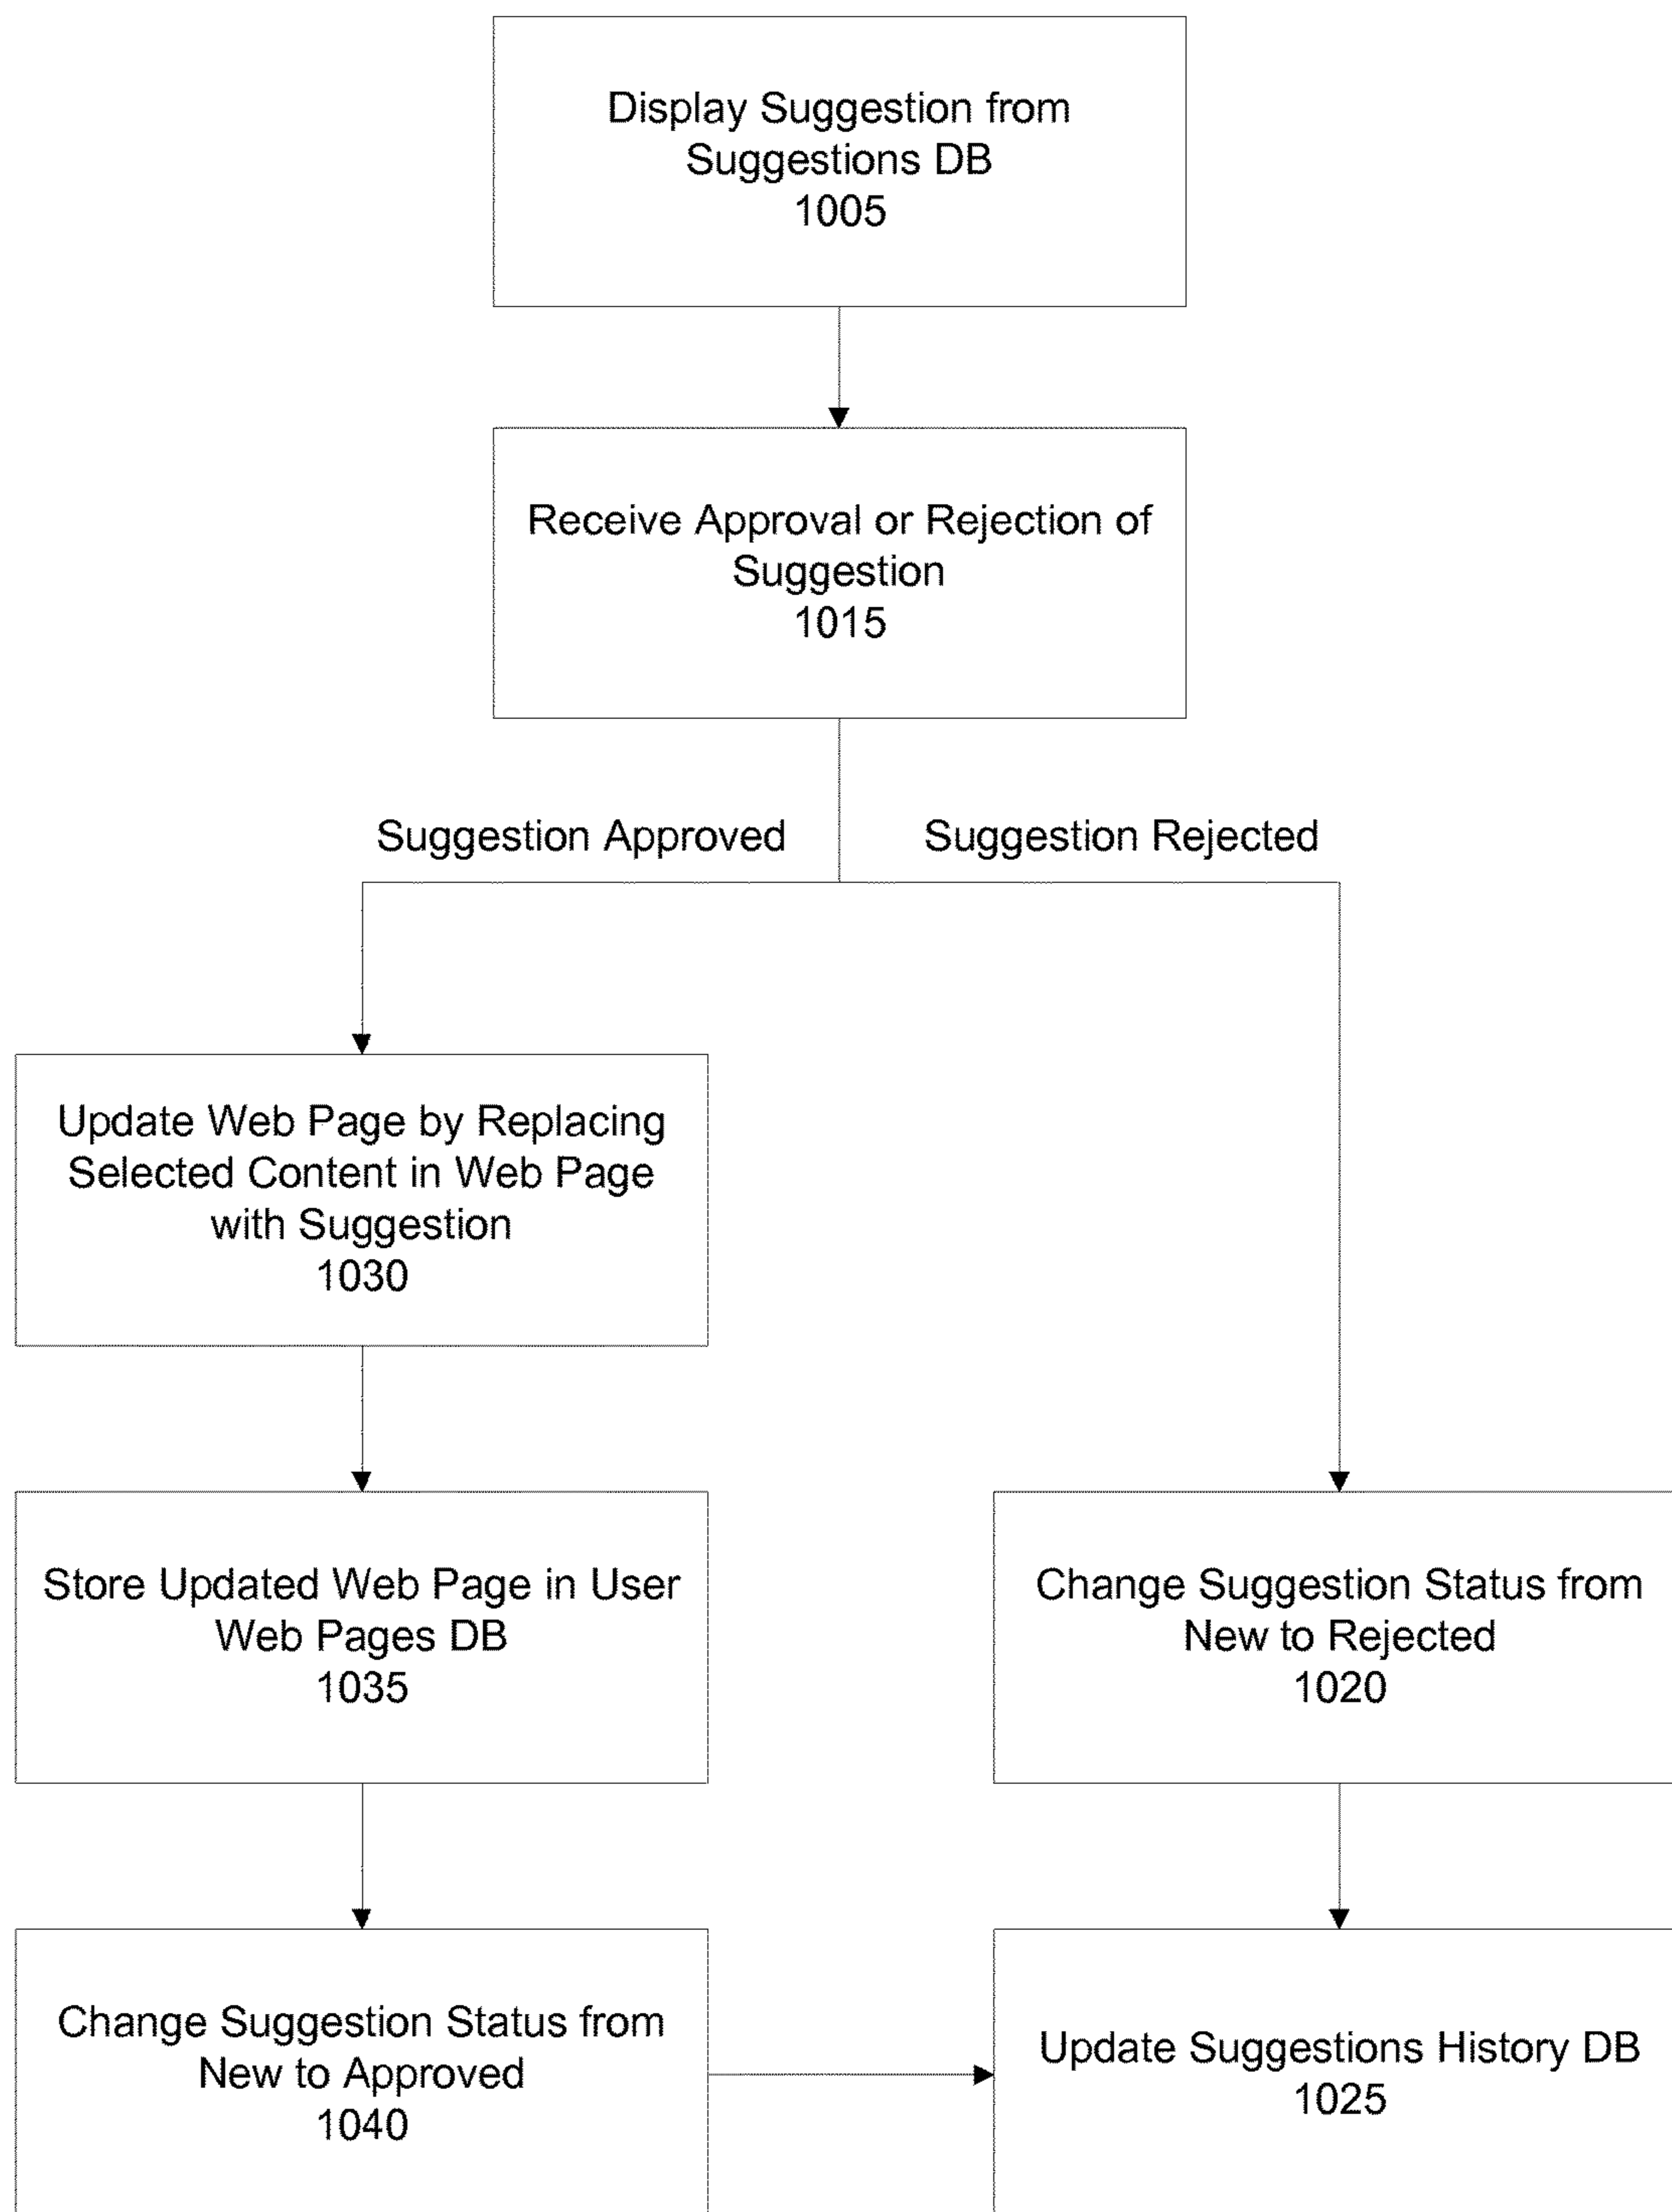 Display Suggestion from
Suggestions DB
1005
Receive Approval or Rejection of
Suggestion
1015
Suggestion Approved
Suggestion Rejected
Update Web Page by Replacing
Selected Content in Web Page
with Suggestion
1030
Store Updated Web Page in User
Web Pages DB
1035
Change Suggestion Status from
New to Rejected
1020
Change Suggestion Status from
New to Approved
1040
Update Suggestions History DB
1025